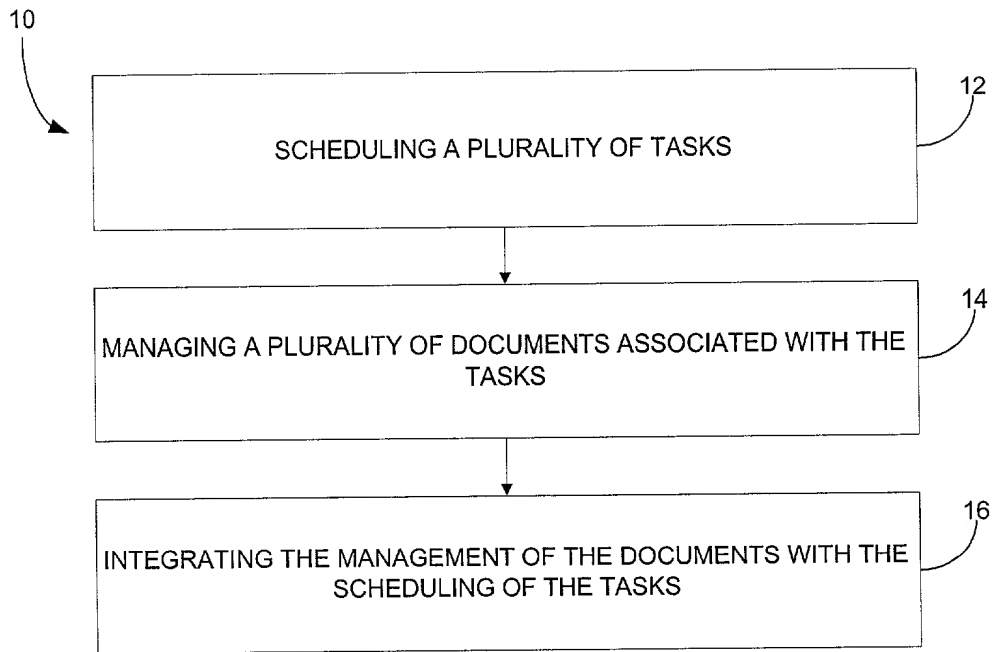 10
12
SCHEDULING A PLURALITY OF TASKS
14
MANAGING A PLURALITY OF DOCUMENTS ASSOCIATED WITH THE
TASKS
16
INTEGRATING THE MANAGEMENT OF THE DOCUMENTS WITH THE
SCHEDULING OF THE TASKS